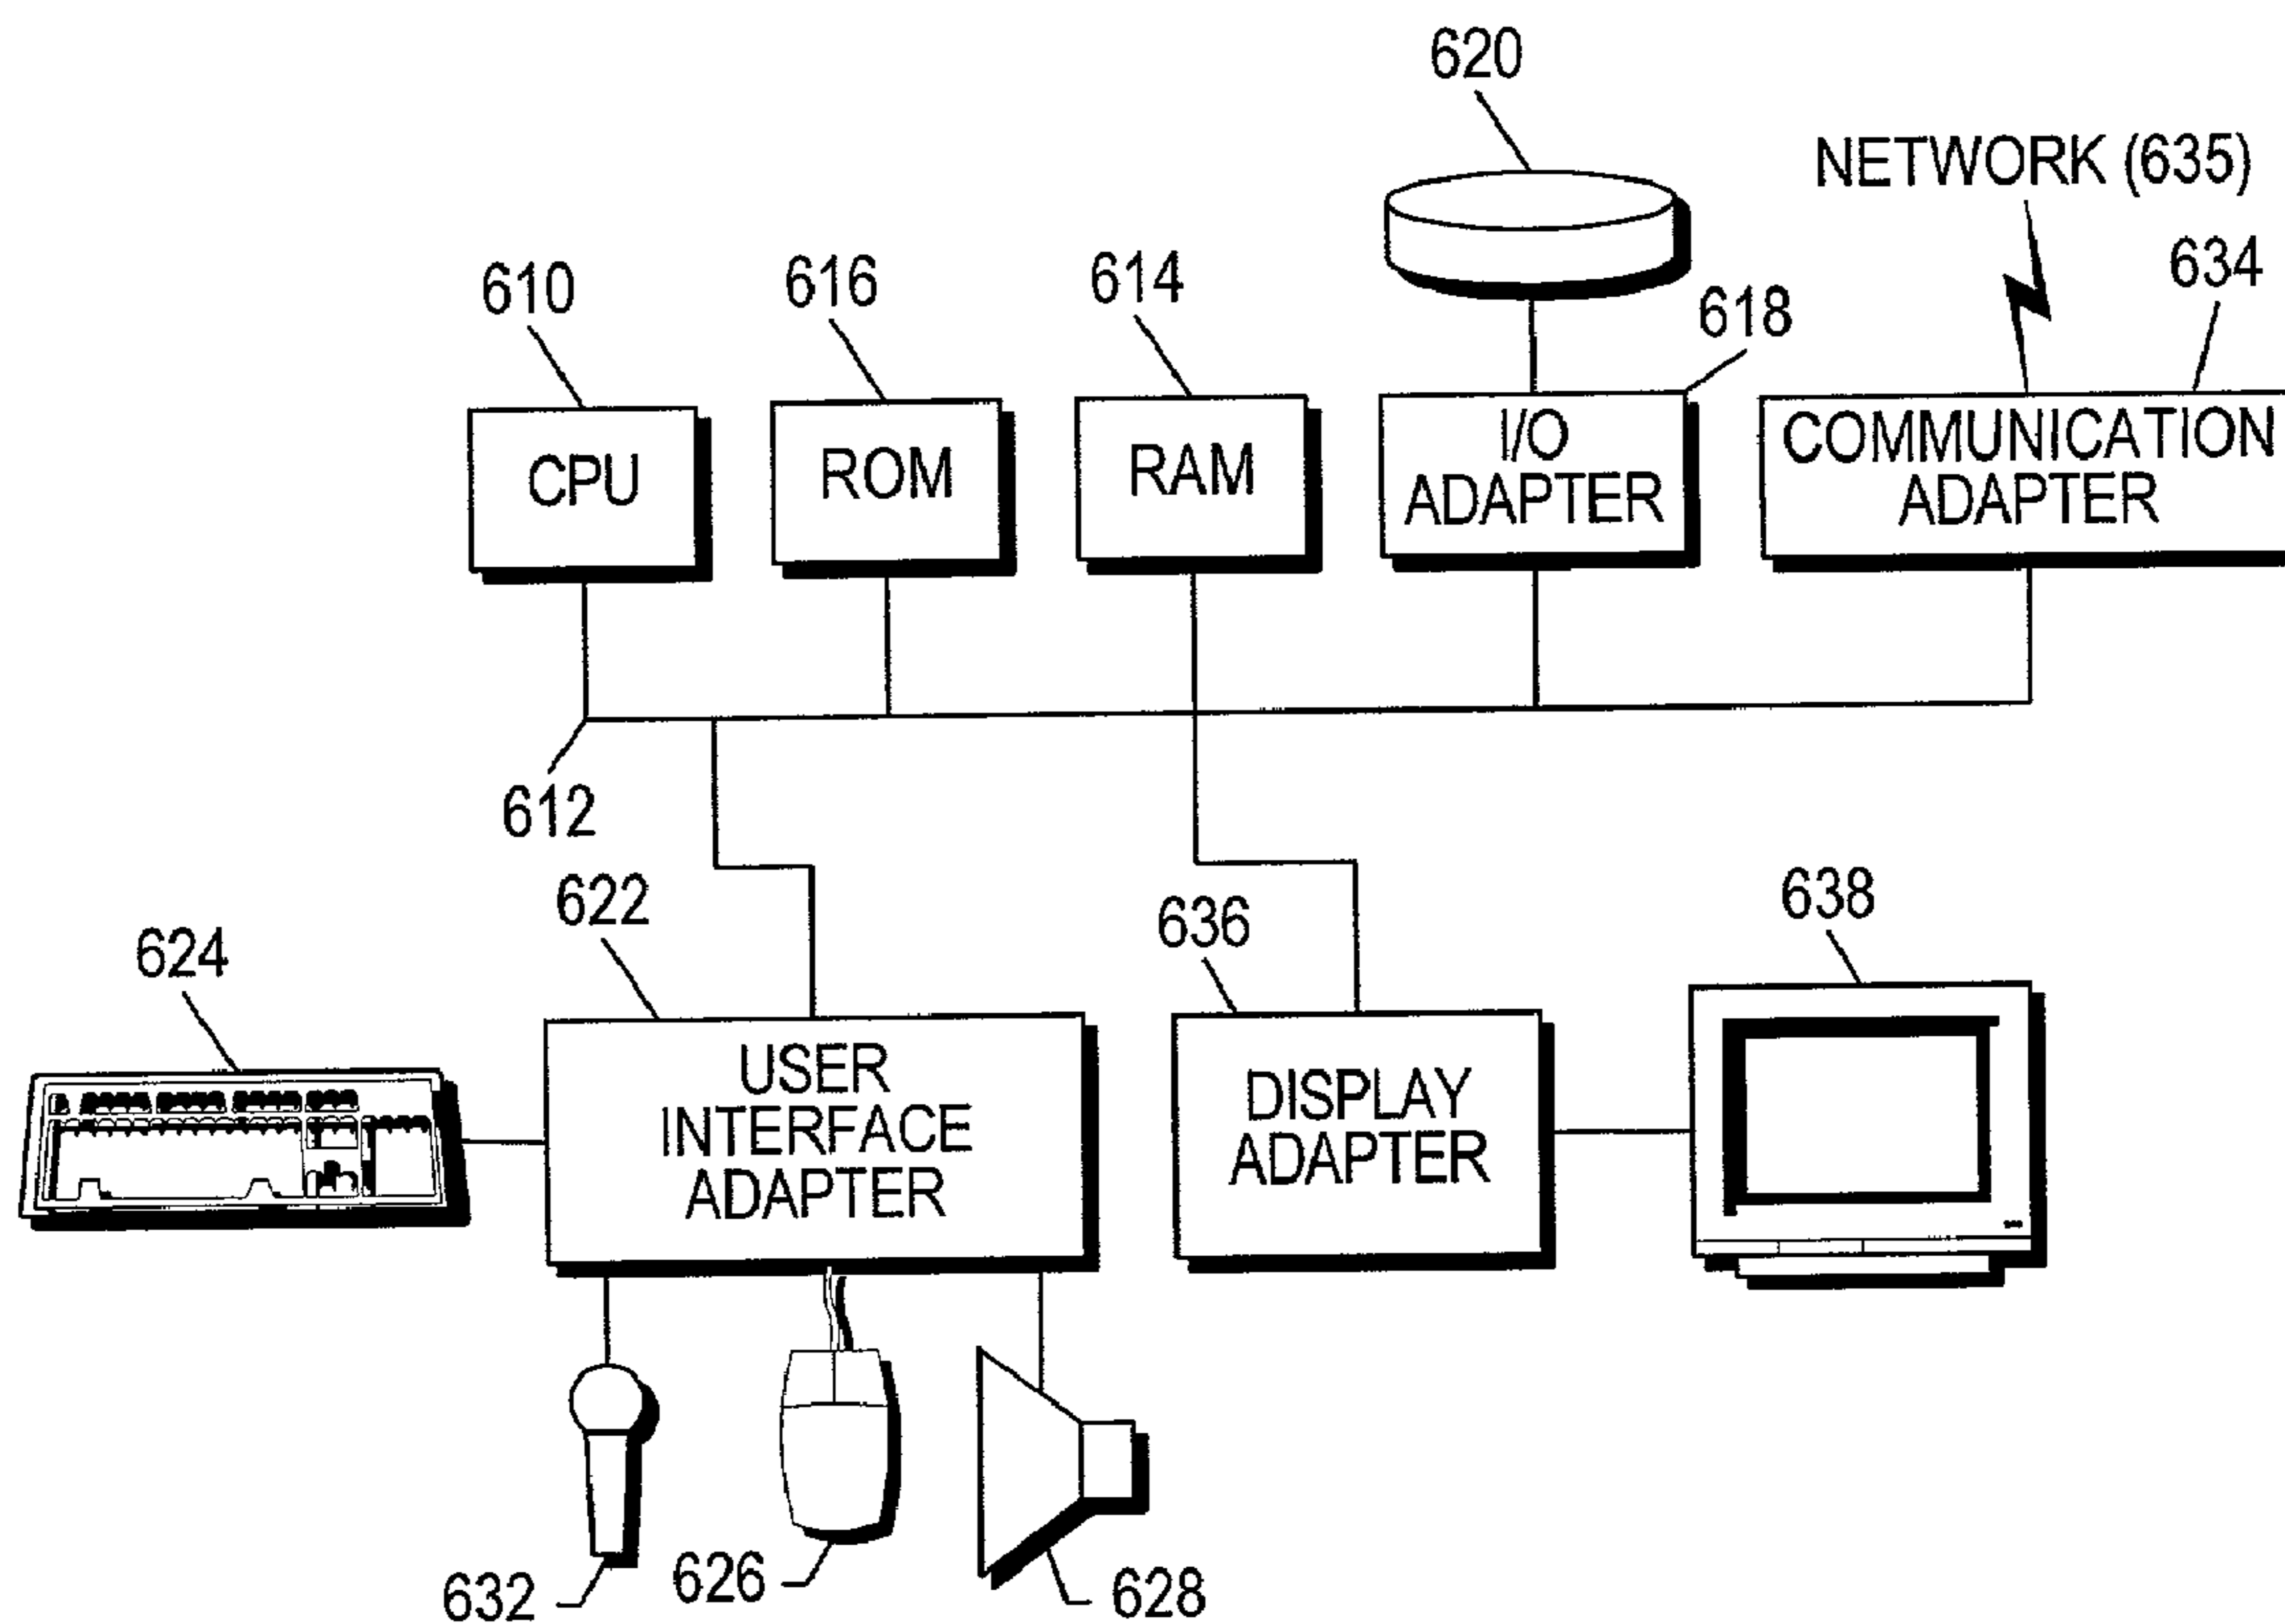 620
NETWORK (635)
610
616
614
618
634
CPU
ROM
RAM
I/O
ADAPTER
COMMUNICATION
ADAPTER
612
622
636
638
624
USER
INTERFACE
ADAPTER
DISPLAY
ADAPTER
632
626
628